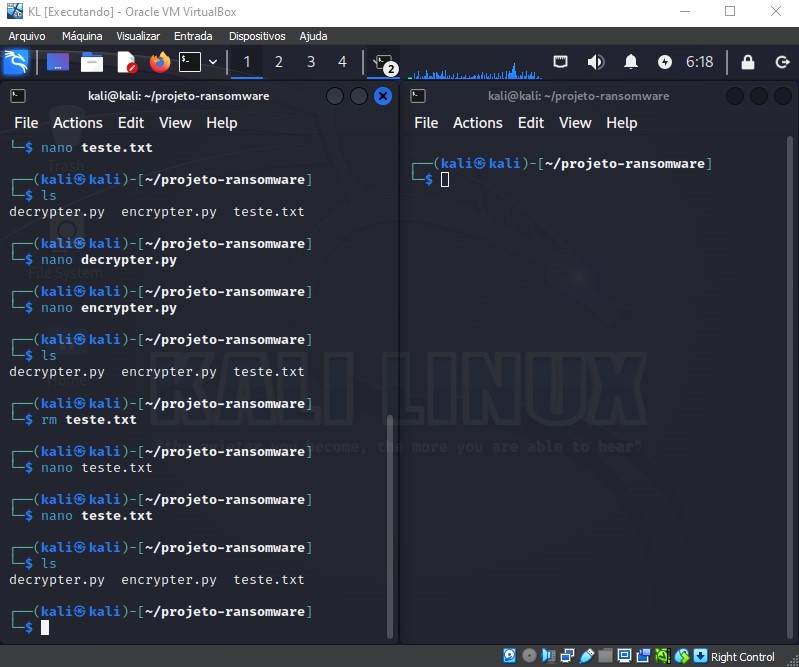 KL [Executando] - Oracle VM VirtualBox
Arquivo Máquina Visualizar Entrada Dispositivos Ajuda
1 2 3 4 2 6:18
kali@kali: ~/projeto-ransomware
File Actions Edit View Help
└─$ nano teste.txt
┌──(kali㉿kali)-[~/projeto-ransomware]
└─$ ls
decrypter.py encrypter.py teste.txt
┌──(kali㉿kali)-[~/projeto-ransomware]
└─$ nano decrypter.py
┌──(kali㉿kali)-[~/projeto-ransomware]
└─$ nano encrypter.py
┌──(kali㉿kali)-[~/projeto-ransomware]
└─$ ls
decrypter.py encrypter.py teste.txt
┌──(kali㉿kali)-[~/projeto-ransomware]
└─$ rm teste.txt
┌──(kali㉿kali)-[~/projeto-ransomware]
└─$ nano teste.txt
┌──(kali㉿kali)-[~/projeto-ransomware]
└─$ nano teste.txt
┌──(kali㉿kali)-[~/projeto-ransomware]
└─$ ls
decrypter.py encrypter.py teste.txt
┌──(kali㉿kali)-[~/projeto-ransomware]
└─$
kali@kali: ~/projeto-ransomware
File Actions Edit View Help
┌──(kali㉿kali)-[~/projeto-ransomware]
└─$
Trash
File System
Home
KALI LINUX
"the quieter you become, the more you are able to hear"
Right Control